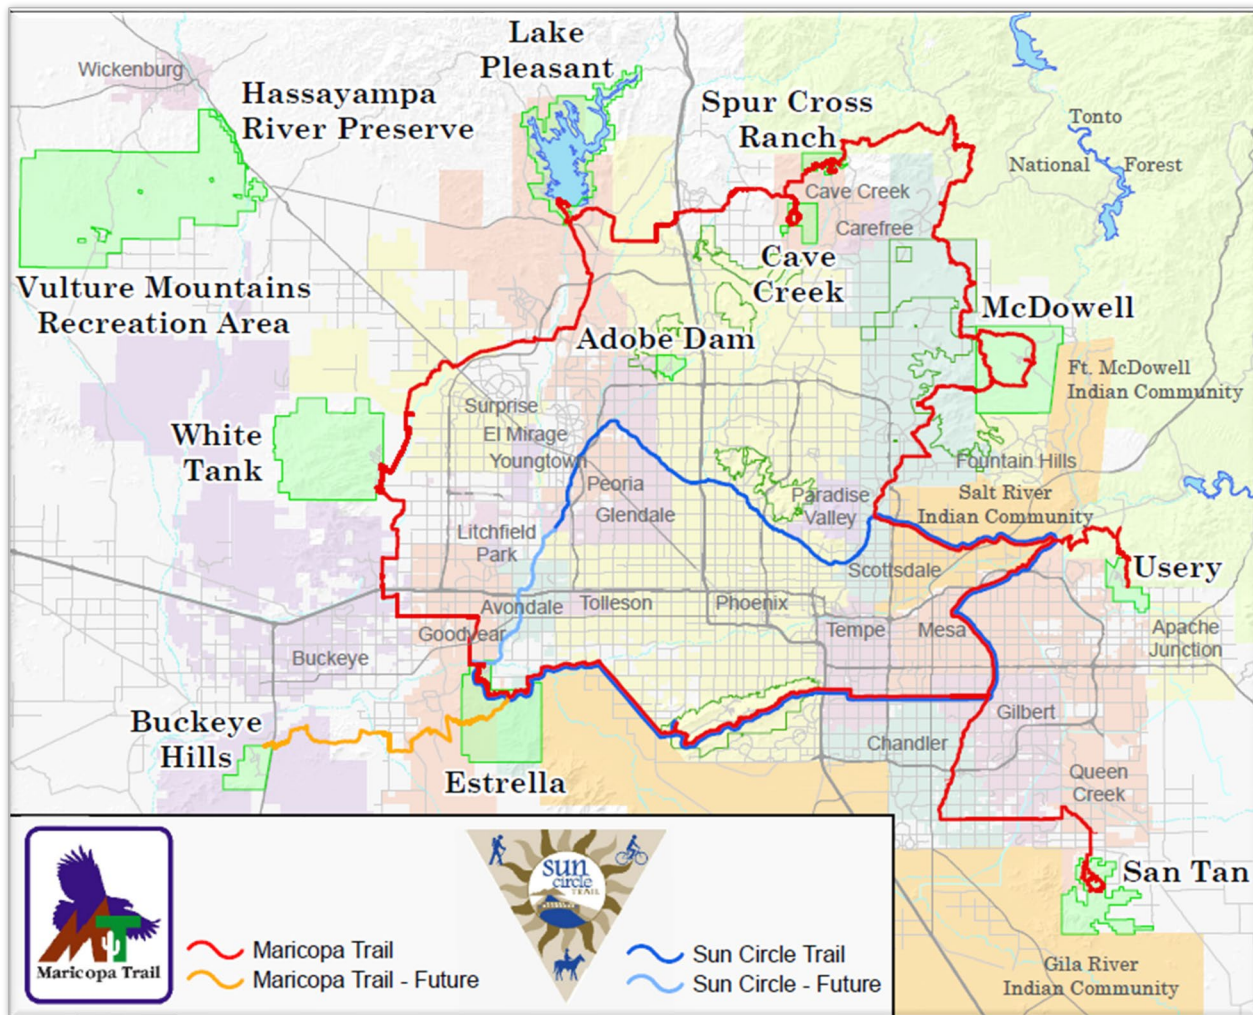 Lake
Pleasant
Wickenburg
Hassayampa
River Preserve
Spur Cross
Ranch
Tonto
National Forest
Cave Creek
Carefree
Cave
Creek
Vulture Mountains
Recreation Area
McDowell
Adobe Dam
Ft. McDowell
Indian Community
Surprise
El Mirage
Youngtown
White
Tank
Peoria
Glendale
Paradise
Valley
Fountain Hills
Salt River
Indian Community
Litchfield
Park
Scottsdale
Usery
Avondale
Tolleson
Phoenix
Goodyear
Tempe
Mesa
Apache
Junction
Buckeye
Buckeye
Hills
Gilbert
Chandler
Estrella
Queen
Creek
San Tan
Gila River
Indian Community
MT
Maricopa Trail
Maricopa Trail
Maricopa Trail - Future
sun
circle
TRAIL
Sun Circle Trail
Sun Circle - Future